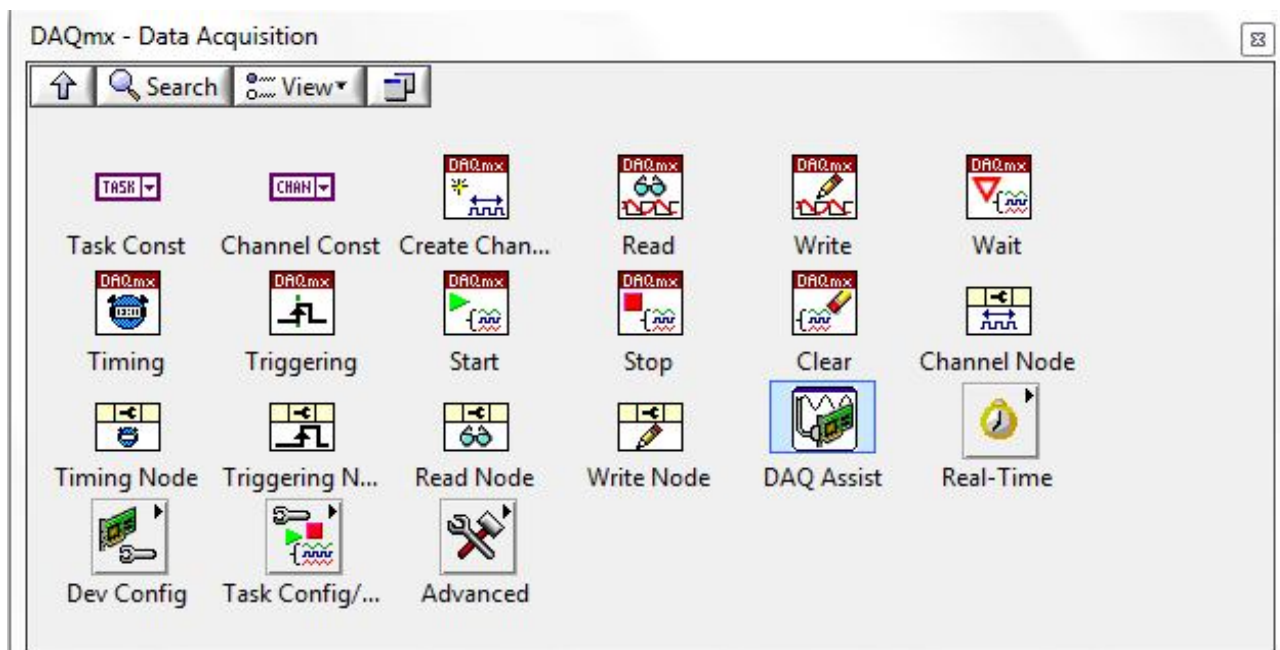 DAQmx - Data Acquisition
Search View
DAQmx DAQmx DAQmx DAQmx
TASK CHAN
Task Const Channel Const Create Chan... Read Write Wait
DAQmx DAQmx DAQmx DAQmx DAQmx
Timing Triggering Start Stop Clear Channel Node
Timing Node Triggering N... Read Node Write Node DAQ Assist Real-Time
Dev Config Task Config/... Advanced